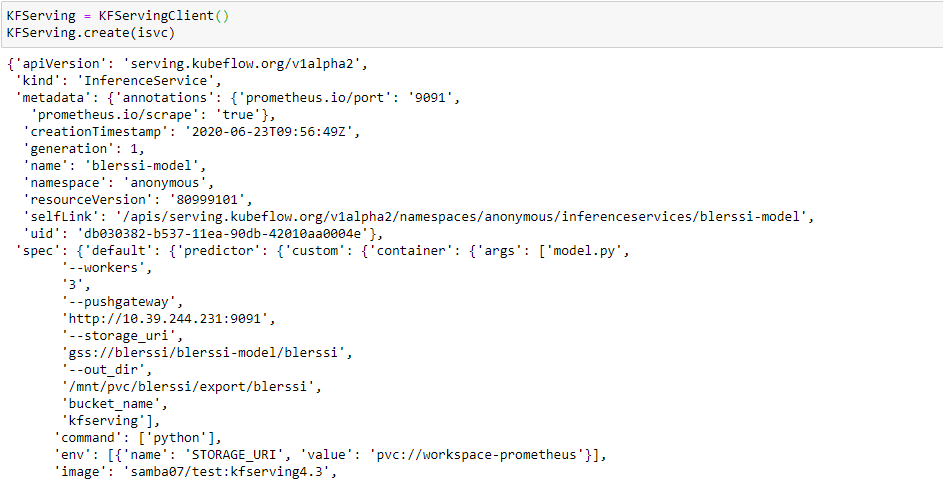 KFServing = KFServingClient()
KFServing.create(isvc)
{'apiVersion': 'serving.kubeflow.org/v1alpha2',
'kind': 'InferenceService',
'metadata': {'annotations': {'prometheus.io/port': '9091',
'prometheus.io/scrape': 'true'},
'creationTimestamp': '2020-06-23T09:56:49Z',
'generation': 1,
'name': 'blerssi-model',
'namespace': 'anonymous',
'resourceVersion': '80999101',
'selfLink': '/apis/serving.kubeflow.org/v1alpha2/namespaces/anonymous/inferenceservices/blerssi-model',
'uid': 'db030382-b537-11ea-90db-42010aa0004e'},
'spec': {'default': {'predictor': {'custom': {'container': {'args': ['model.py',
'--workers',
'3',
'--pushgateway',
'http://10.39.244.231:9091',
'--storage_uri',
'gss://blerssi/blerssi-model/blerssi',
'--out_dir',
'/mnt/pvc/blerssi/export/blerssi',
'bucket_name',
'kfserving'],
'command': ['python'],
'env': [{'name': 'STORAGE_URI', 'value': 'pvc://workspace-prometheus'}],
'image': 'samba07/test:kfserving4.3',